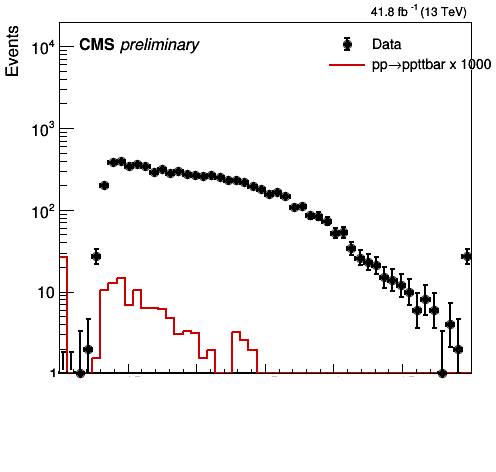 41.8 fb⁻¹ (13 TeV)
CMS preliminary
Data
pp→ppttbar x 1000
Events
10⁴
10³
10²
10
1